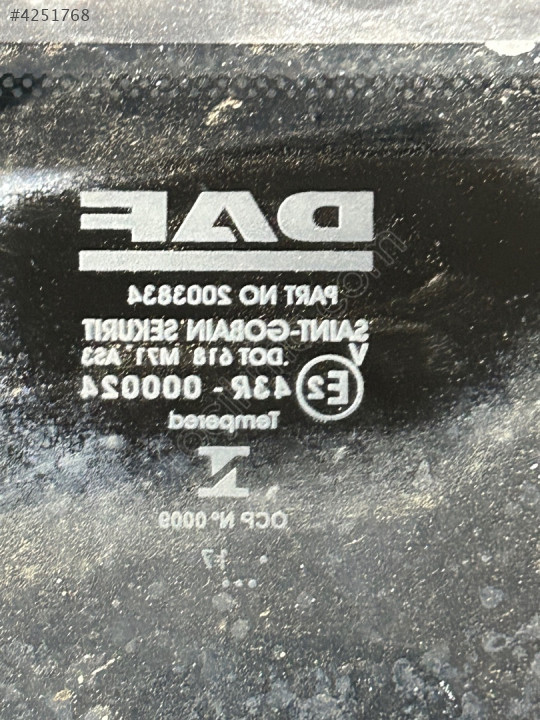 #4251768
DAF
PART NO 2003834
SAINT-GOBAIN SEKURIT
V .DOT 618 M71 AS3
E2 43R - 000024
Tempered
OCP Nº 0009
. 17
...